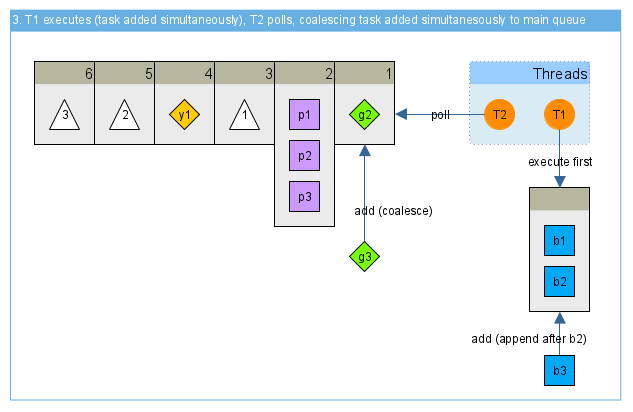 3. T1 executes (task added simultaneously), T2 polls, coalescing task added simultanesously to main queue
6 5 4 3 2 1 Threads
3 2 y1 1 p1 g2 poll T2 T1
p2 execute first
p3
add (coalesce)
b1
g3
b2
add (append after b2)
b3